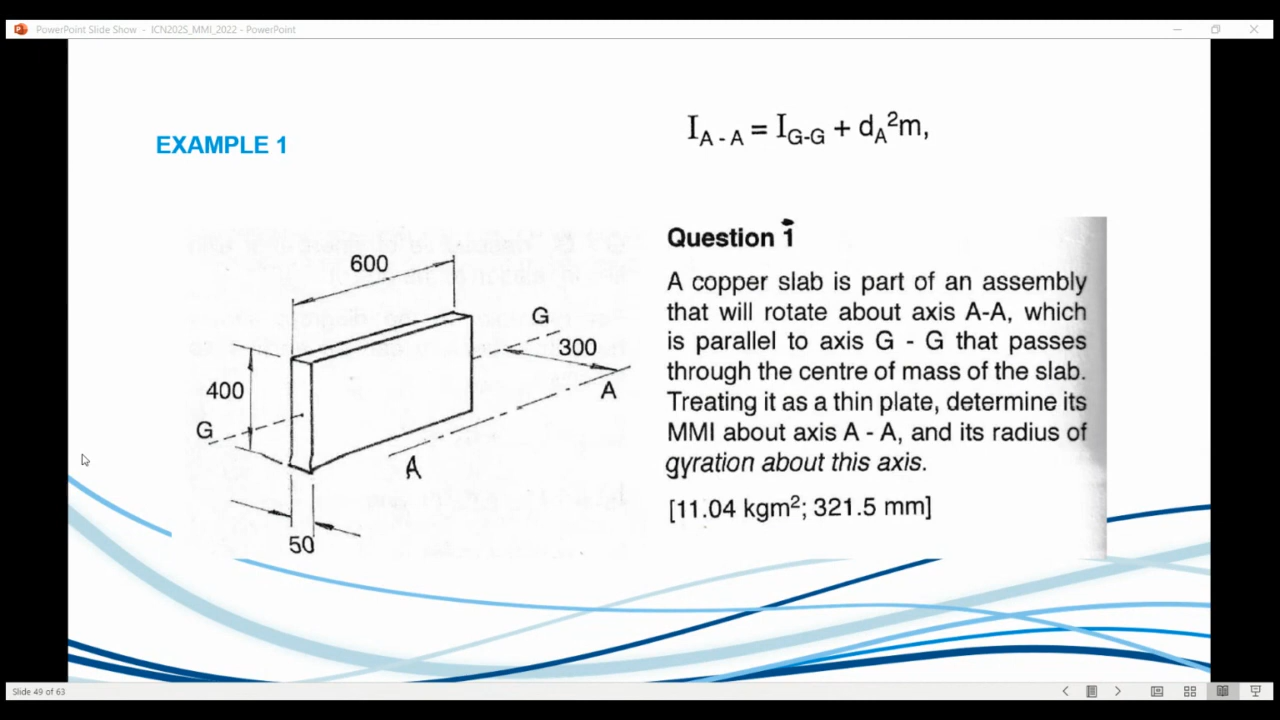 PowerPoint Slide Show - ICN202S_MMI_2022 - PowerPoint
I_A - A = I_G-G + d_A²m,
EXAMPLE 1
Question 1
A copper slab is part of an assembly
that will rotate about axis A-A, which
is parallel to axis G - G that passes
through the centre of mass of the slab.
Treating it as a thin plate, determine its
MMI about axis A - A, and its radius of
gyration about this axis.
[11.04 kgm²; 321.5 mm]
600
G
300
400
A
G
A
50
Slide 49 of 63